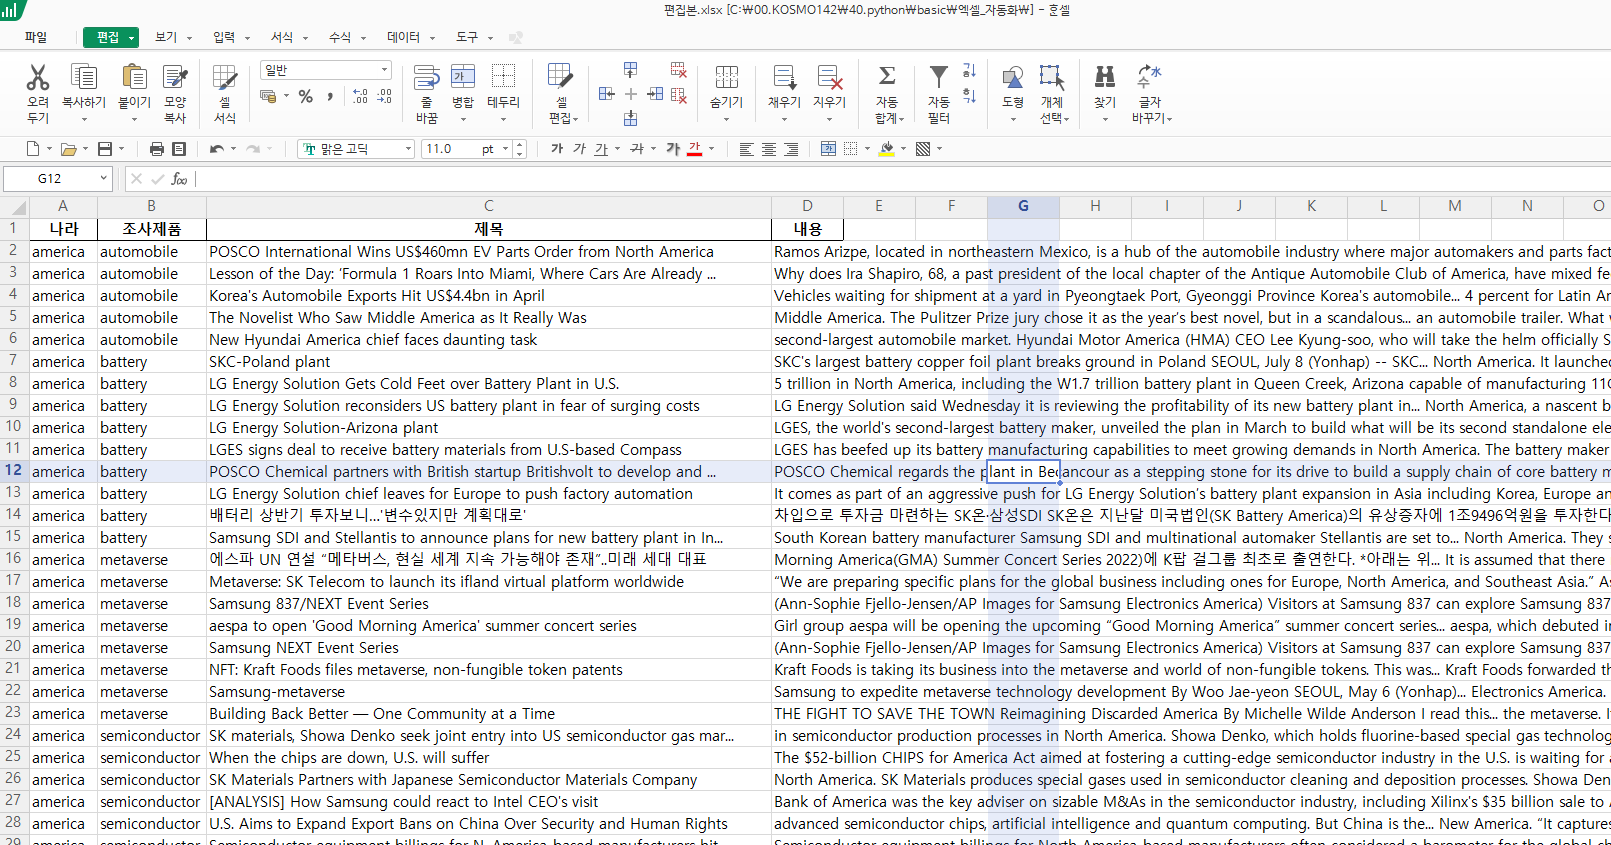 편집본.xlsx [C:₩00.KOSMO142₩40.python₩basic₩엑셀_자동화₩] - 훈셀
파일 편집 보기 입력 서식 수식 데이터 도구
일반
오려 두기 복사하기 붙이기 모양 복사 셀 서식 % , 줄 바꿈 병합 테두리 셀 편집 숨기기 채우기 지우기 자동 합계 자동 필터 도형 개체 선택 찾기 글자 바꾸기
맑은 고딕 11.0 pt 가 가 가 가 가 가
G12
A B C D E F G H I J K L M N O
1 나라 조사제품 제목 내용
2 america automobile POSCO International Wins US$460mn EV Parts Order from North America Ramos Arizpe, located in northeastern Mexico, is a hub of the automobile industry where major automakers and parts fact
3 america automobile Lesson of the Day: ‘Formula 1 Roars Into Miami, Where Cars Are Already ... Why does Ira Shapiro, 68, a past president of the local chapter of the Antique Automobile Club of America, have mixed fe
4 america automobile Korea's Automobile Exports Hit US$4.4bn in April Vehicles waiting for shipment at a yard in Pyeongtaek Port, Gyeonggi Province Korea's automobile... 4 percent for Latin Ar
5 america automobile The Novelist Who Saw Middle America as It Really Was Middle America. The Pulitzer Prize jury chose it as the year’s best novel, but in a scandalous... an automobile trailer. What
6 america automobile New Hyundai America chief faces daunting task second-largest automobile market. Hyundai Motor America (HMA) CEO Lee Kyung-soo, who will take the helm officially S
7 america battery SKC-Poland plant SKC's largest battery copper foil plant breaks ground in Poland SEOUL, July 8 (Yonhap) -- SKC... North America. It launched
8 america battery LG Energy Solution Gets Cold Feet over Battery Plant in U.S. 5 trillion in North America, including the W1.7 trillion battery plant in Queen Creek, Arizona capable of manufacturing 11G
9 america battery LG Energy Solution reconsiders US battery plant in fear of surging costs LG Energy Solution said Wednesday it is reviewing the profitability of its new battery plant in... North America, a nascent b
10 america battery LG Energy Solution-Arizona plant LGES, the world's second-largest battery maker, unveiled the plan in March to build what will be its second standalone ele
11 america battery LGES signs deal to receive battery materials from U.S-based Compass LGES has beefed up its battery manufacturing capabilities to meet growing demands in North America. The battery maker
12 america battery POSCO Chemical partners with British startup Britishvolt to develop and ... POSCO Chemical regards the plant in Becancour as a stepping stone for its drive to build a supply chain of core battery m
13 america battery LG Energy Solution chief leaves for Europe to push factory automation It comes as part of an aggressive push for LG Energy Solution’s battery plant expansion in Asia including Korea, Europe an
14 america battery 배터리 상반기 투자보니…'변수있지만 계획대로' 차입으로 투자금 마련하는 SK온·삼성SDI SK온은 지난달 미국법인(SK Battery America)의 유상증자에 1조9496억원을 투자한다
15 america battery Samsung SDI and Stellantis to announce plans for new battery plant in In... South Korean battery manufacturer Samsung SDI and multinational automaker Stellantis are set to... North America. They s
16 america metaverse 에스파 UN 연설 “메타버스, 현실 세계 지속 가능해야 존재”..미래 세대 대표 Morning America(GMA) Summer Concert Series 2022)에 K팝 걸그룹 최초로 출연한다. *아래는 위... It is assumed that there
17 america metaverse Metaverse: SK Telecom to launch its ifland virtual platform worldwide “We are preparing specific plans for the global business including ones for Europe, North America, and Southeast Asia.” As
18 america metaverse Samsung 837/NEXT Event Series (Ann-Sophie Fjello-Jensen/AP Images for Samsung Electronics America) Visitors at Samsung 837 can explore Samsung 837
19 america metaverse aespa to open 'Good Morning America' summer concert series Girl group aespa will be opening the upcoming “Good Morning America” summer concert series... aespa, which debuted in
20 america metaverse Samsung NEXT Event Series (Ann-Sophie Fjello-Jensen/AP Images for Samsung Electronics America) Visitors at Samsung 837 can explore Samsung 837
21 america metaverse NFT: Kraft Foods files metaverse, non-fungible token patents Kraft Foods is taking its business into the metaverse and world of non-fungible tokens. This was... Kraft Foods forwarded th
22 america metaverse Samsung-metaverse Samsung to expedite metaverse technology development By Woo Jae-yeon SEOUL, May 6 (Yonhap)... Electronics America.
23 america metaverse Building Back Better — One Community at a Time THE FIGHT TO SAVE THE TOWN Reimagining Discarded America By Michelle Wilde Anderson I read this... the metaverse. I
24 america semiconductor SK materials, Showa Denko seek joint entry into US semiconductor gas mar... in semiconductor production processes in North America. Showa Denko, which holds fluorine-based special gas technolog
25 america semiconductor When the chips are down, U.S. will suffer The $52-billion CHIPS for America Act aimed at fostering a cutting-edge semiconductor industry in the U.S. is waiting for
26 america semiconductor SK Materials Partners with Japanese Semiconductor Materials Company North America. SK Materials produces special gases used in semiconductor cleaning and deposition processes. Showa Den
27 america semiconductor [ANALYSIS] How Samsung could react to Intel CEO's visit Bank of America was the key adviser on sizable M&As in the semiconductor industry, including Xilinx's $35 billion sale to
28 america semiconductor U.S. Aims to Expand Export Bans on China Over Security and Human Rights advanced semiconductor chips, artificial intelligence and quantum computing. But China is the... New America. “It captures